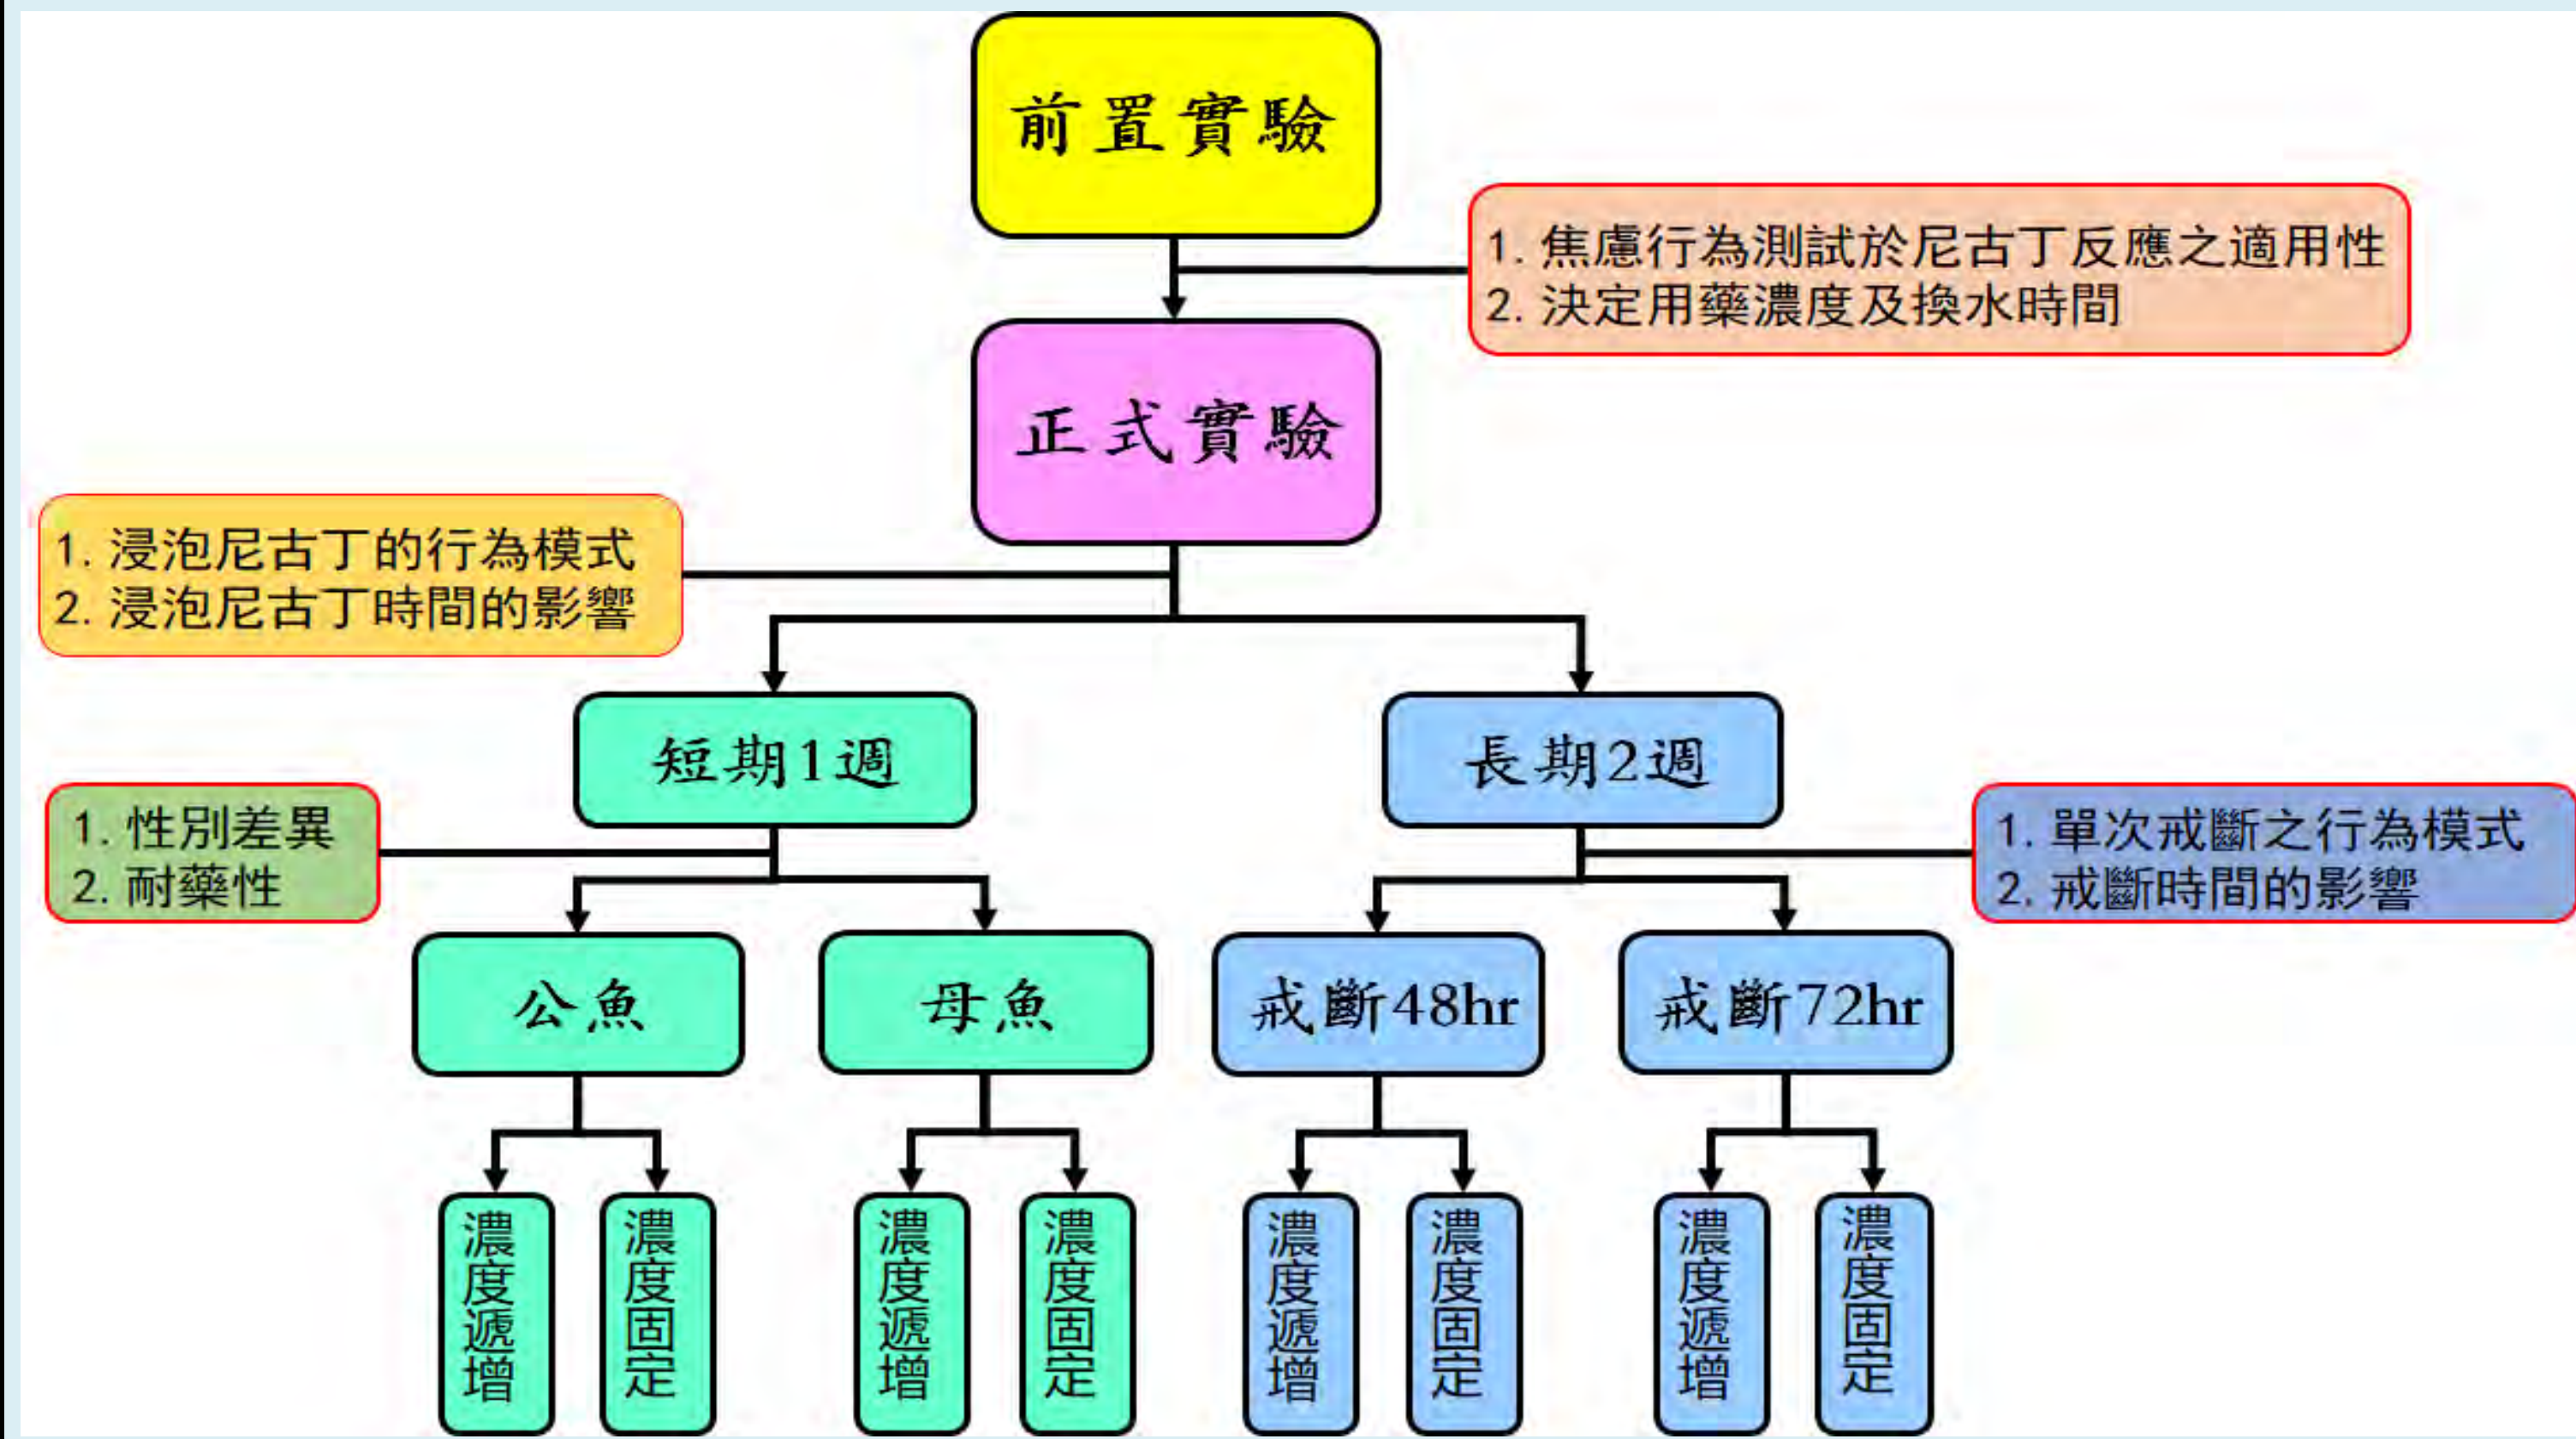 前置實驗
1. 焦慮行為測試於尼古丁反應之適用性
2. 決定用藥濃度及換水時間
正式實驗
1. 浸泡尼古丁的行為模式
2. 浸泡尼古丁時間的影響
短期1週
長期2週
1. 性別差異
2. 耐藥性
1. 單次戒斷之行為模式
2. 戒斷時間的影響
公魚
母魚
戒斷48hr
戒斷72hr
濃度遞增
濃度固定
濃度遞增
濃度固定
濃度遞增
濃度固定
濃度遞增
濃度固定